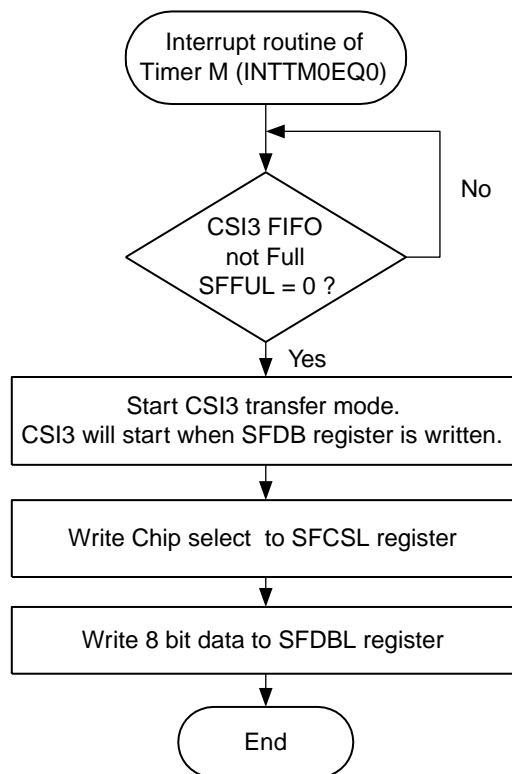 Interrupt routine of
Timer M (INTTM0EQ0)
No
CSI3 FIFO
not Full
SFFUL = 0 ?
Yes
Start CSI3 transfer mode.
CSI3 will start when SFDB register is written.
Write Chip select to SFCSL register
Write 8 bit data to SFDBL register
End